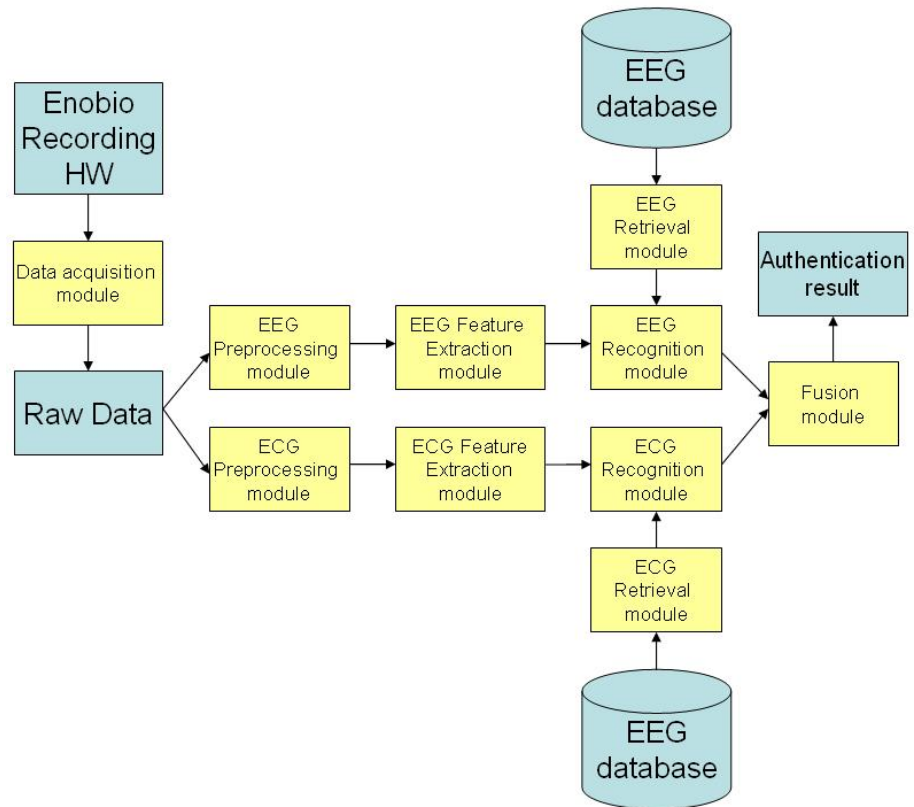 EEG
database
Enobio
Recording
HW
EEG
Retrieval
module
Data acquisition
module
Authentication
result
EEG
Preprocessing
module
EEG Feature
Extraction
module
EEG
Recognition
module
Raw Data
Fusion
module
ECG
Preprocessing
module
ECG Feature
Extraction
module
ECG
Recognition
module
ECG
Retrieval
module
EEG
database